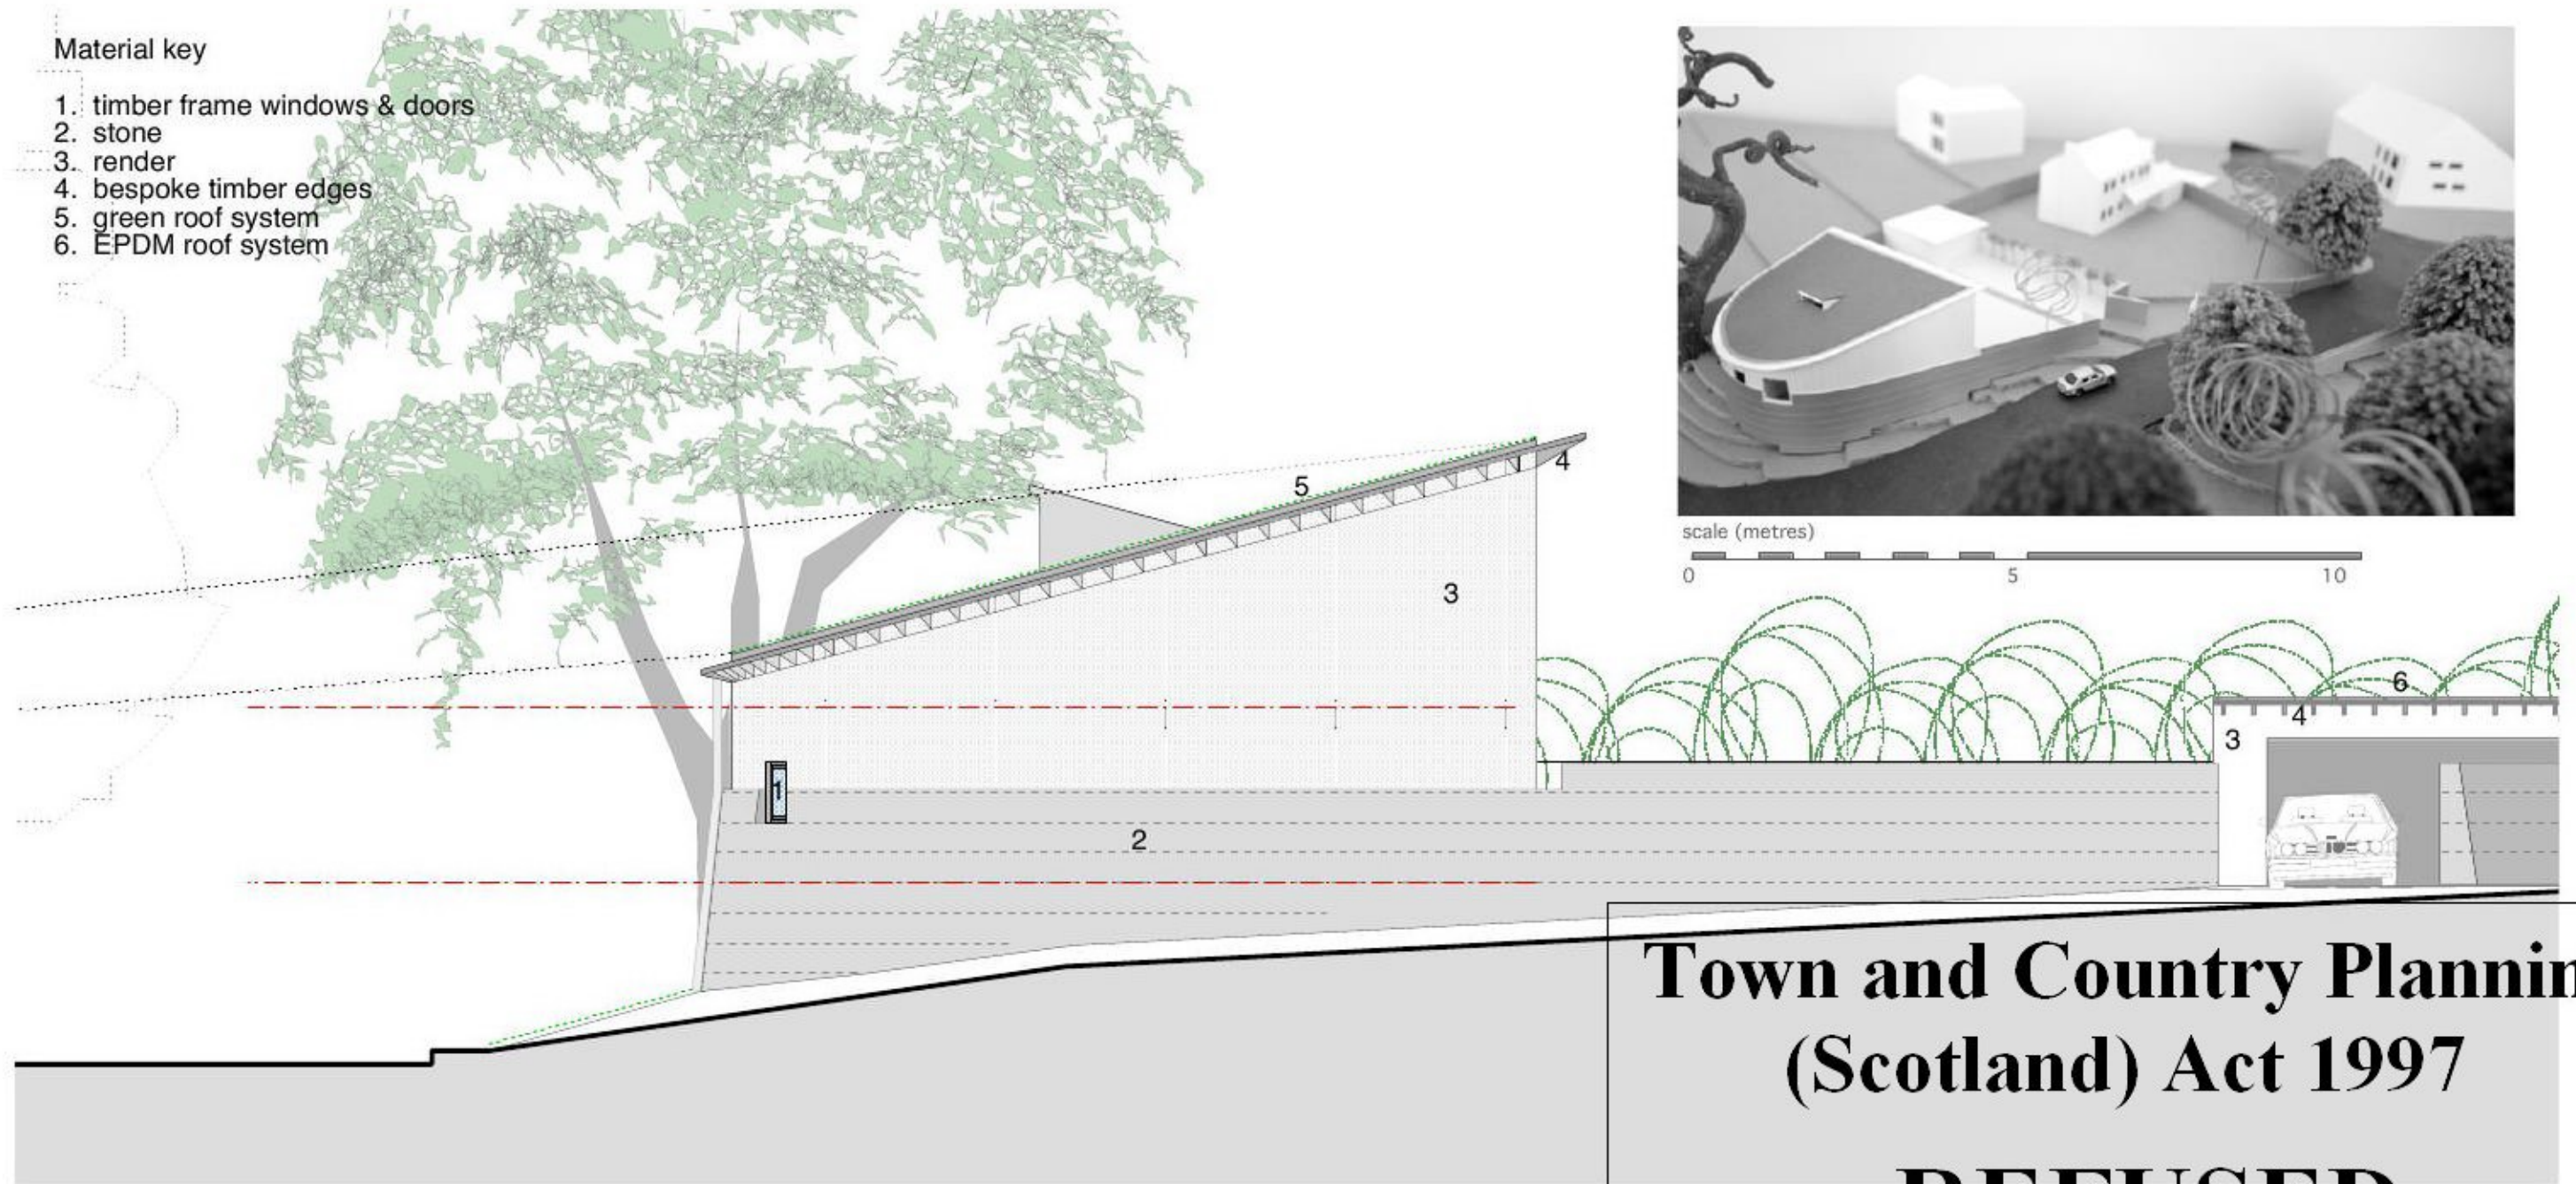 Material key
1. timber frame windows & doors
2. stone
3. render
4. bespoke timber edges
5. green roof system
6. EPDM roof system
scale (metres)
0 5 10
5
4
3
6
4
3
1
2
Town and Country Plannin
(Scotland) Act 1997
REFUSED